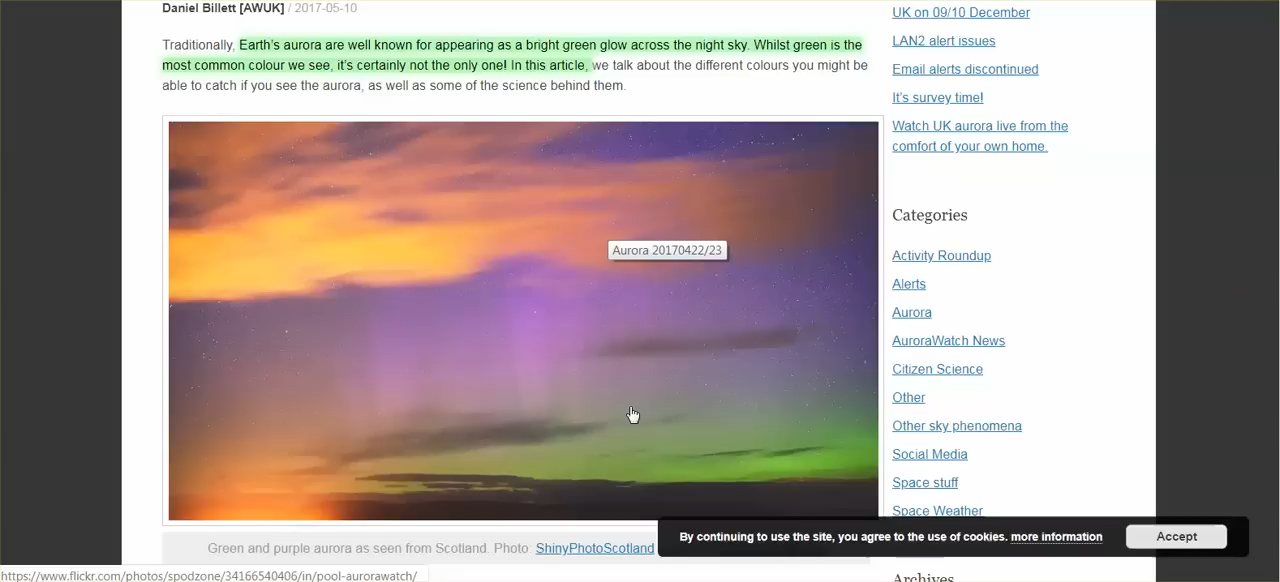 Daniel Billett [AWUK] / 2017-05-10
Traditionally, Earth's aurora are well known for appearing as a bright green glow across the night sky. Whilst green is the
most common colour we see, it's certainly not the only one! In this article, we talk about the different colours you might be
able to catch if you see the aurora, as well as some of the science behind them.
Aurora 20170422/23
Green and purple aurora as seen from Scotland. Photo: ShinyPhotoScotland
UK on 09/10 December
LAN2 alert issues
Email alerts discontinued
It's survey time!
Watch UK aurora live from the
comfort of your own home.
Categories
Activity Roundup
Alerts
Aurora
AuroraWatch News
Citizen Science
Other
Other sky phenomena
Social Media
Space stuff
Space Weather
By continuing to use the site, you agree to the use of cookies. more information
Accept
Archives
https://www.flickr.com/photos/spodzone/34166540406/in/pool-aurorawatch/